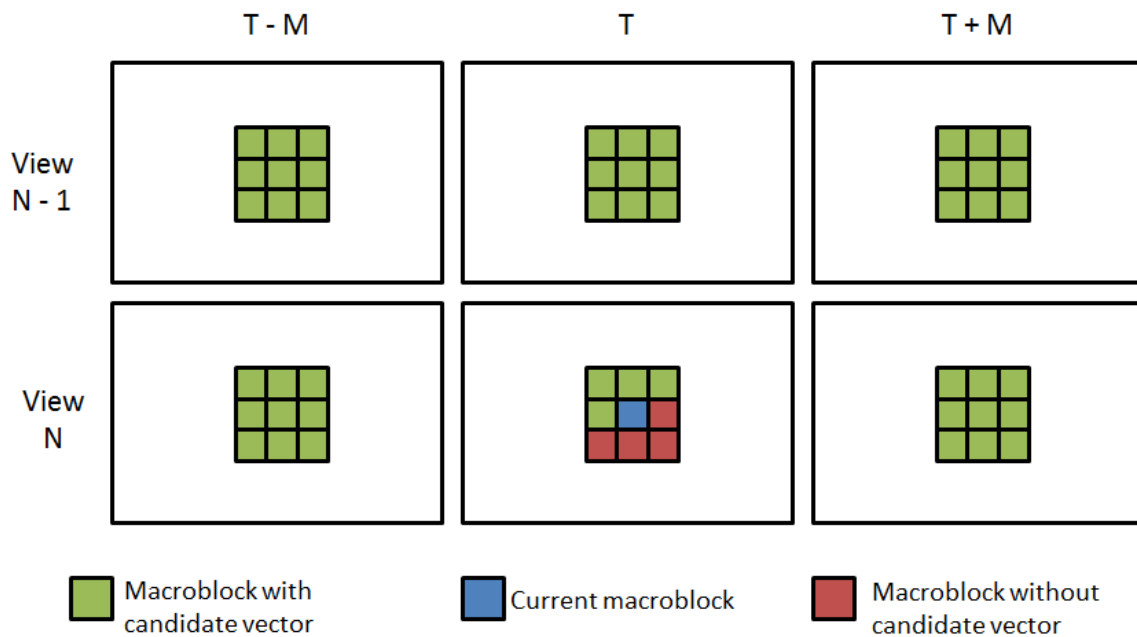 T - M
T
T + M
View
N - 1
View
N
Macroblock with
candidate vector
Current macroblock
Macroblock without
candidate vector